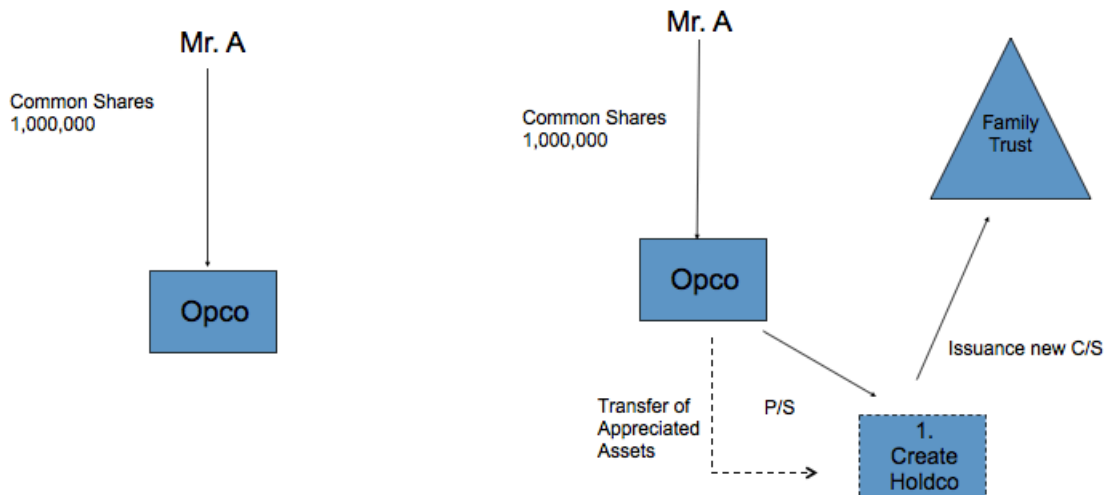 Mr. A
Common Shares
1,000,000
Opco
Mr. A
Common Shares
1,000,000
Family
Trust
Opco
Issuance new C/S
Transfer of
Appreciated
Assets
P/S
1.
Create
Holdco